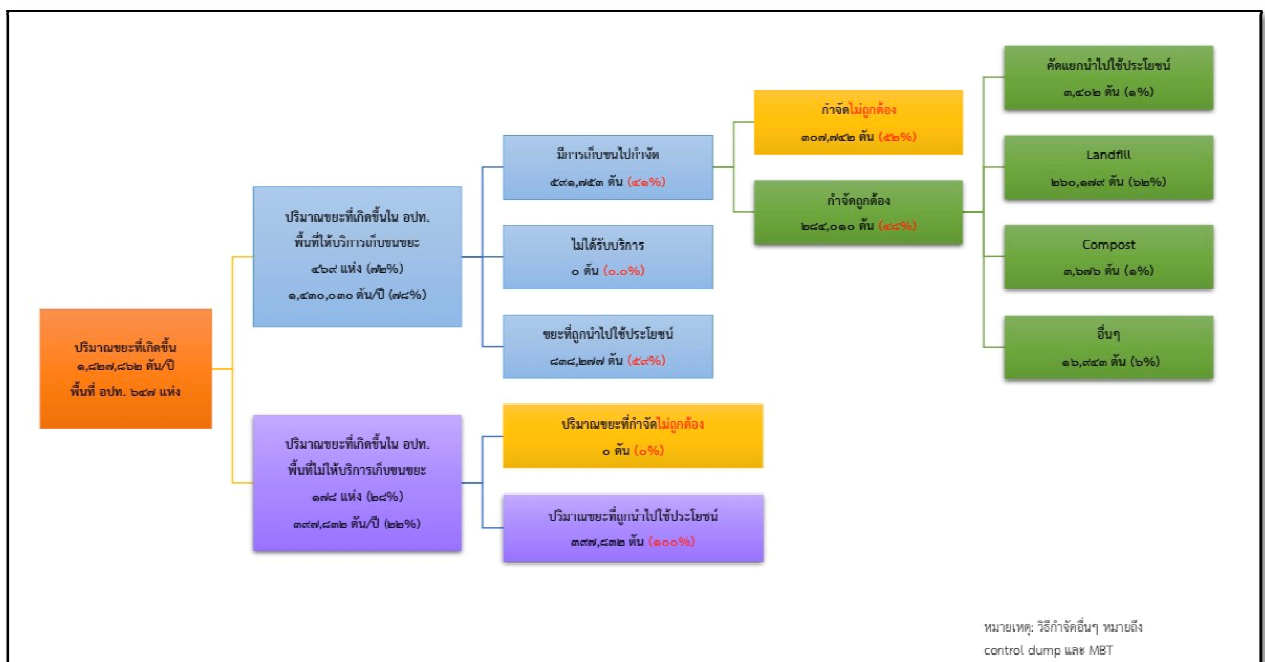 ปริมาณขยะที่เกิดขึ้น
๑,๘๒๗,๘๖๒ ตัน/ปี
พื้นที่ อปท. ๖๔๗ แห่ง
ปริมาณขยะที่เกิดขึ้นใน อปท.
พื้นที่ให้บริการเก็บขนขยะ
๔๖๙ แห่ง (๗๒%)
๑,๔๓๐,๐๓๐ ตัน/ปี (๗๘%)
มีการเก็บขนไปกำจัด
๕๙๑,๗๕๓ ตัน (๔๑%)
ไม่ได้รับบริการ
๐ ตัน (๐.๐%)
ขยะที่ถูกนำไปใช้ประโยชน์
๘๓๘,๒๗๗ ตัน (๕๙%)
กำจัดไม่ถูกต้อง
๓๐๗,๗๔๒ ตัน (๕๒%)
กำจัดถูกต้อง
๒๘๔,๐๑๐ ตัน (๔๘%)
คัดแยกนำไปใช้ประโยชน์
๓,๔๐๒ ตัน (๑%)
Landfill
๒๖๐,๑๗๙ ตัน (๖๒%)
Compost
๓,๖๗๖ ตัน (๑%)
อื่นๆ
๑๖,๙๔๓ ตัน (๖%)
ปริมาณขยะที่เกิดขึ้นใน อปท.
พื้นที่ไม่ให้บริการเก็บขนขยะ
๑๗๘ แห่ง (๒๘%)
๓๙๗,๘๓๒ ตัน/ปี (๒๒%)
ปริมาณขยะที่กำจัดไม่ถูกต้อง
๐ ตัน (๐%)
ปริมาณขยะที่ถูกนำไปใช้ประโยชน์
๓๙๗,๘๓๒ ตัน (๑๐๐%)
หมายเหตุ: วิธีกำจัดอื่นๆ หมายถึง
control dump และ MBT